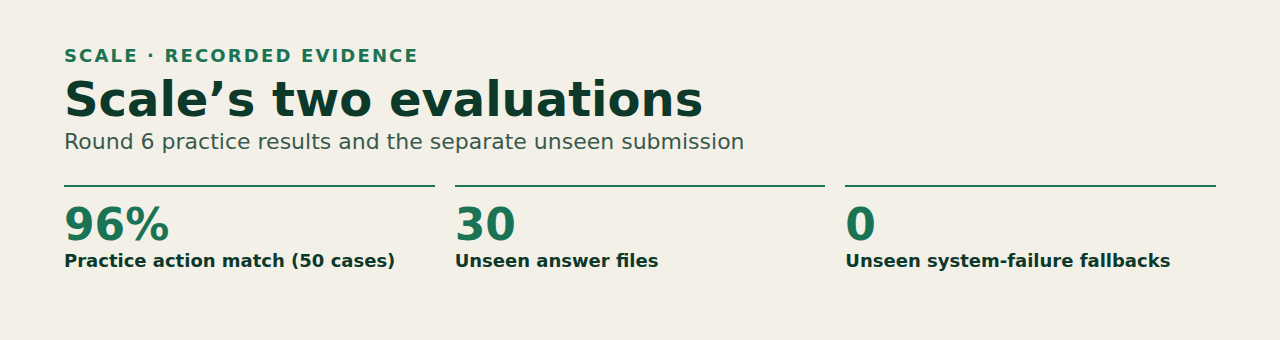 SCALE · RECORDED EVIDENCE
Scale’s two evaluations
Round 6 practice results and the separate unseen submission
96%
Practice action match (50 cases)
30
Unseen answer files
0
Unseen system-failure fallbacks